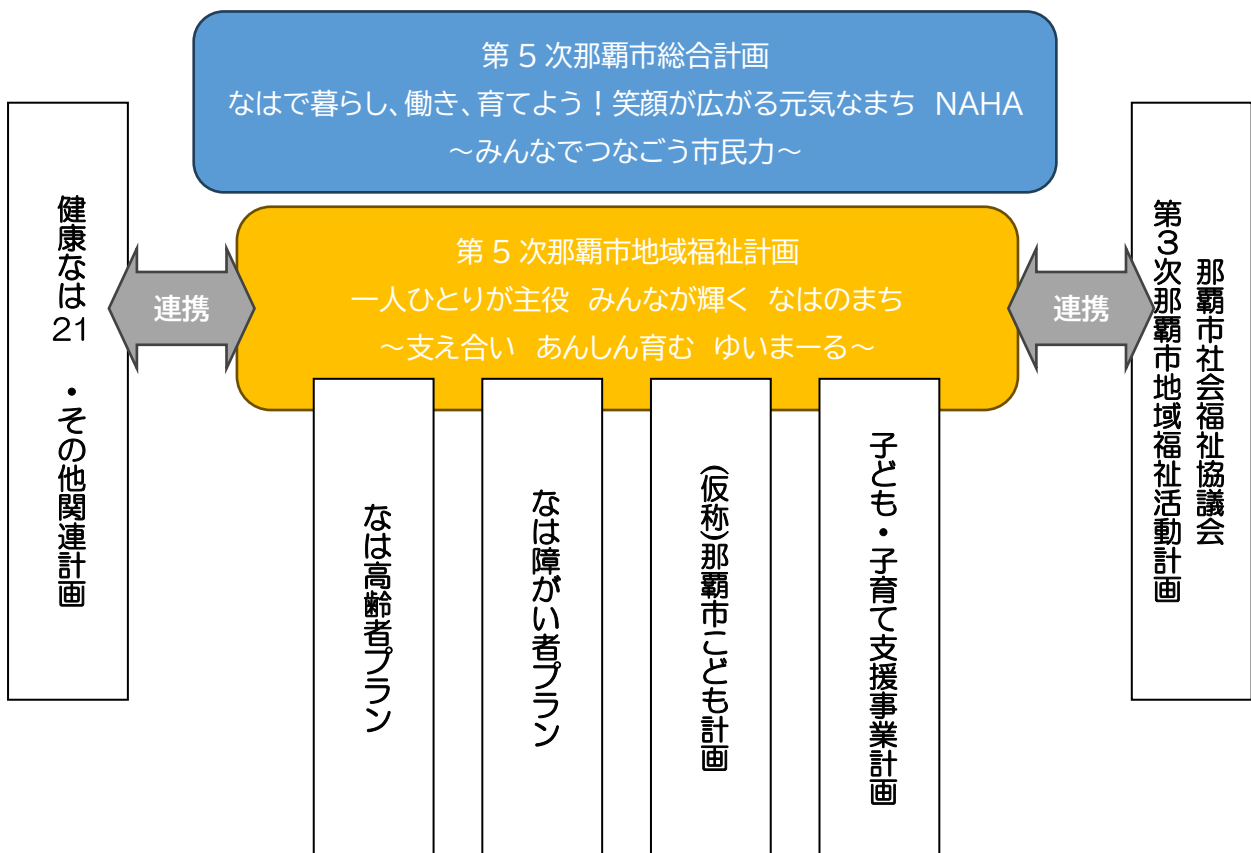 第5次那覇市総合計画
なはで暮らし、働き、育てよう！笑顔が広がる元気なまち　NAHA
～みんなでつなごう市民力～
第5次那覇市地域福祉計画
一人ひとりが主役　みんなが輝く　なはのまち
～支え合い　あんしん育む　ゆいまーる～
健康なは21　・その他関連計画
連携
連携
那覇市社会福祉協議会
第3次那覇市地域福祉活動計画
なは高齢者プラン
なは障がい者プラン
(仮称)那覇市こども計画
子ども・子育て支援事業計画